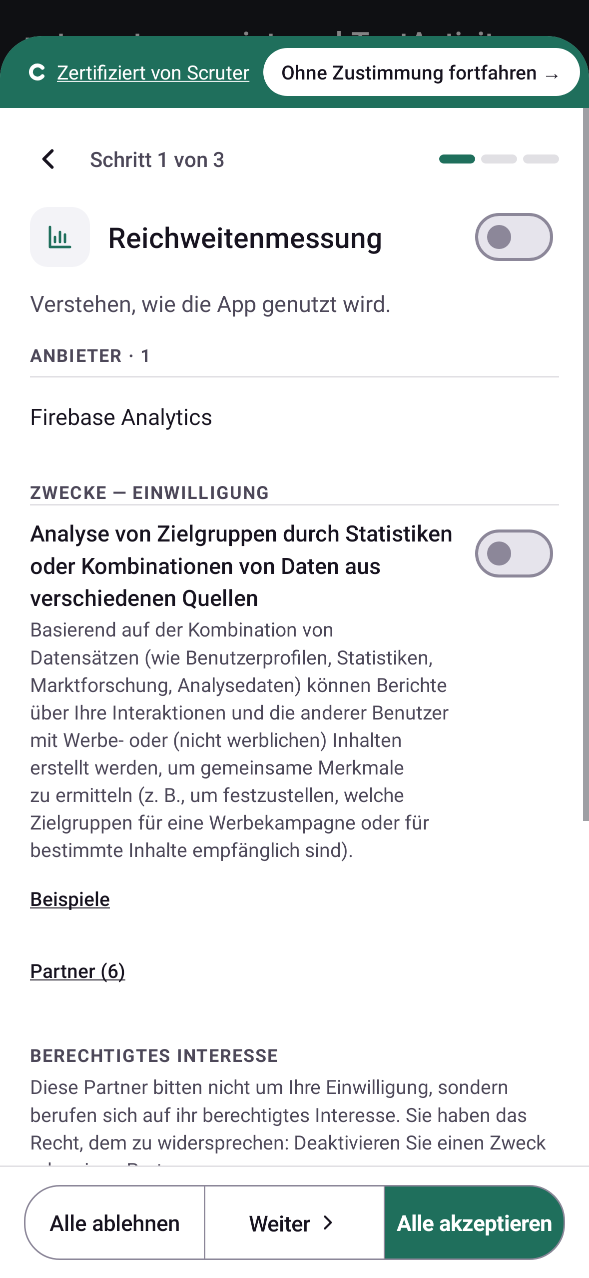 Zertifiziert von Scruter
Ohne Zustimmung fortfahren →
Schritt 1 von 3
Reichweitenmessung
Verstehen, wie die App genutzt wird.
ANBIETER · 1
Firebase Analytics
ZWECKE — EINWILLIGUNG
Analyse von Zielgruppen durch Statistiken
oder Kombinationen von Daten aus
verschiedenen Quellen
Basierend auf der Kombination von
Datensätzen (wie Benutzerprofilen, Statistiken,
Marktforschung, Analysedaten) können Berichte
über Ihre Interaktionen und die anderer Benutzer
mit Werbe- oder (nicht werblichen) Inhalten
erstellt werden, um gemeinsame Merkmale
zu ermitteln (z. B., um festzustellen, welche
Zielgruppen für eine Werbekampagne oder für
bestimmte Inhalte empfänglich sind).
Beispiele
Partner (6)
BERECHTIGTES INTERESSE
Diese Partner bitten nicht um Ihre Einwilligung, sondern
berufen sich auf ihr berechtigtes Interesse. Sie haben das
Recht, dem zu widersprechen: Deaktivieren Sie einen Zweck
Alle ablehnen
Weiter
Alle akzeptieren